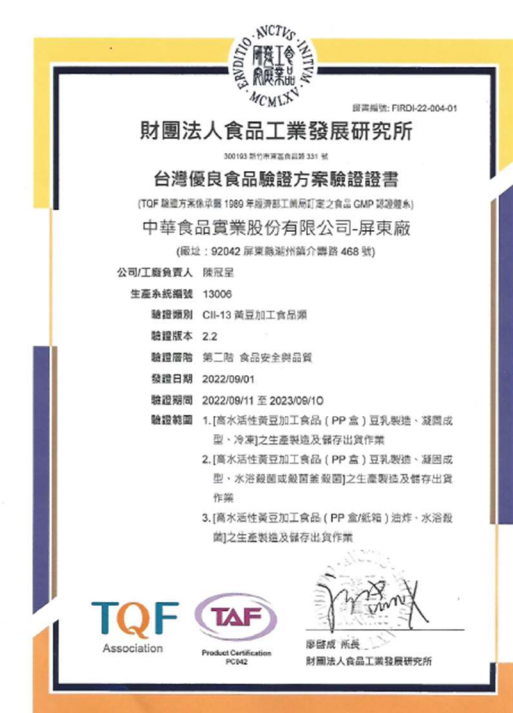 ERVDITIO · AVCTVS · INITVM · MCMLXV ·
證書編號: FIRDI-22-004-01
財團法人食品工業發展研究所
300193 新竹市東區食品路 331 號
台灣優良食品驗證方案驗證證書
(TQF 驗證方案係承襲 1989 年經濟部工業局訂定之食品 GMP 認證體系)
中華食品實業股份有限公司-屏東廠
(廠址：92042 屏東縣潮州鎮介壽路 468 號)
公司/工廠負責人 陳冠呈
生產系統編號 13006
驗證類別 CII-13 黃豆加工食品類
驗證版本 2.2
驗證層階 第二階 食品安全與品質
發證日期 2022/09/01
驗證期間 2022/09/11 至 2023/09/10
驗證範圍 1.[高水活性黃豆加工食品 ( PP 盒 ) 豆乳製造、凝固成
型、冷凍]之生產製造及儲存出貨作業
2.[高水活性黃豆加工食品 ( PP 盒 ) 豆乳製造、凝固成
型、水浴殺菌或殺菌釜殺菌]之生產製造及儲存出貨
作業
3.[高水活性黃豆加工食品 ( PP 盒/紙箱 ) 油炸、水浴殺
菌]之生產製造及儲存出貨作業
TQF
Association
TAF
Product Certification
PC042
廖啓成 所長
財團法人食品工業發展研究所